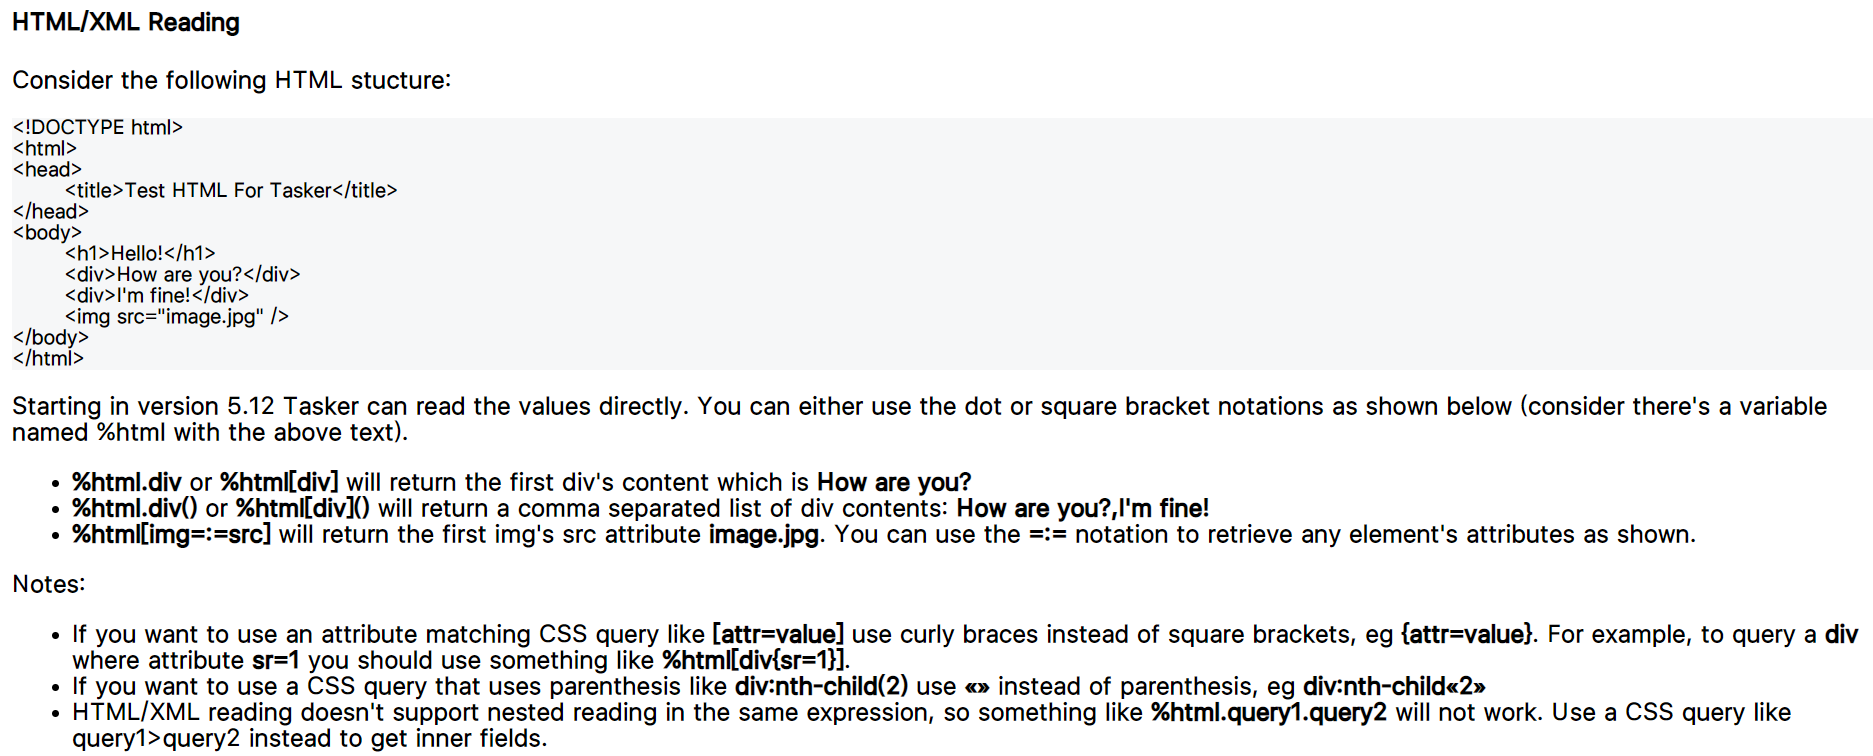 HTML/XML Reading
Consider the following HTML stucture:
<!DOCTYPE html>
<html>
<head>
<title>Test HTML For Tasker</title>
</head>
<body>
<h1>Hello!</h1>
<div>How are you?</div>
<div>I'm fine!</div>
<img src="image.jpg" />
</body>
</html>
Starting in version 5.12 Tasker can read the values directly. You can either use the dot or square bracket notations as shown below (consider there's a variable
named %html with the above text).
• %html.div or %html[div] will return the first div's content which is How are you?
• %html.div() or %html[div]() will return a comma separated list of div contents: How are you?,I'm fine!
• %html[img=:=src] will return the first img's src attribute image.jpg. You can use the =:= notation to retrieve any element's attributes as shown.
Notes:
• If you want to use an attribute matching CSS query like [attr=value] use curly braces instead of square brackets, eg {attr=value}. For example, to query a div
where attribute sr=1 you should use something like %html[div{sr=1}].
• If you want to use a CSS query that uses parenthesis like div:nth-child(2) use «» instead of parenthesis, eg div:nth-child«2»
• HTML/XML reading doesn't support nested reading in the same expression, so something like %html.query1.query2 will not work. Use a CSS query like
query1>query2 instead to get inner fields.